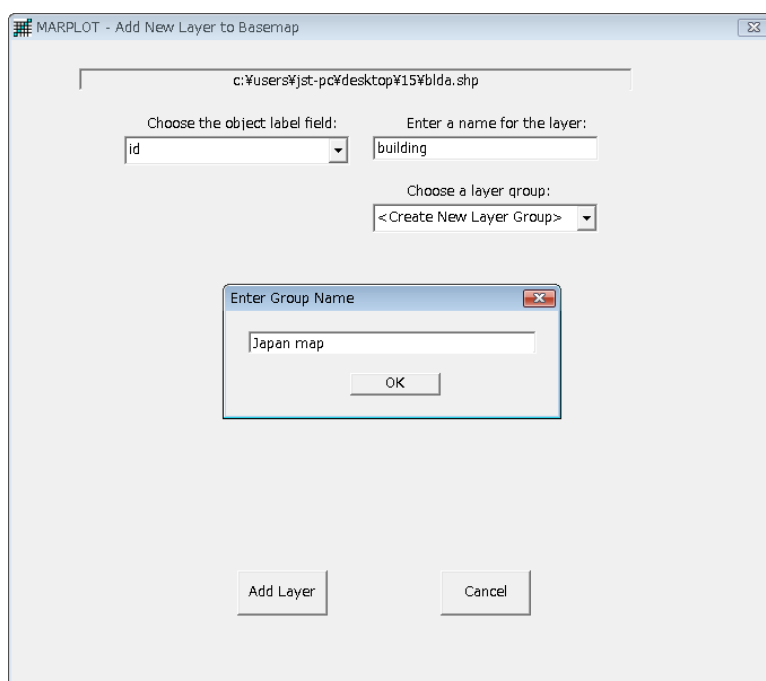 MARPLOT - Add New Layer to Basemap
c:¥users¥jst-pc¥desktop¥15¥blda.shp
Choose the object label field:
Enter a name for the layer:
id
building
Choose a layer group:
<Create New Layer Group>
Enter Group Name
Japan map
OK
Add Layer
Cancel